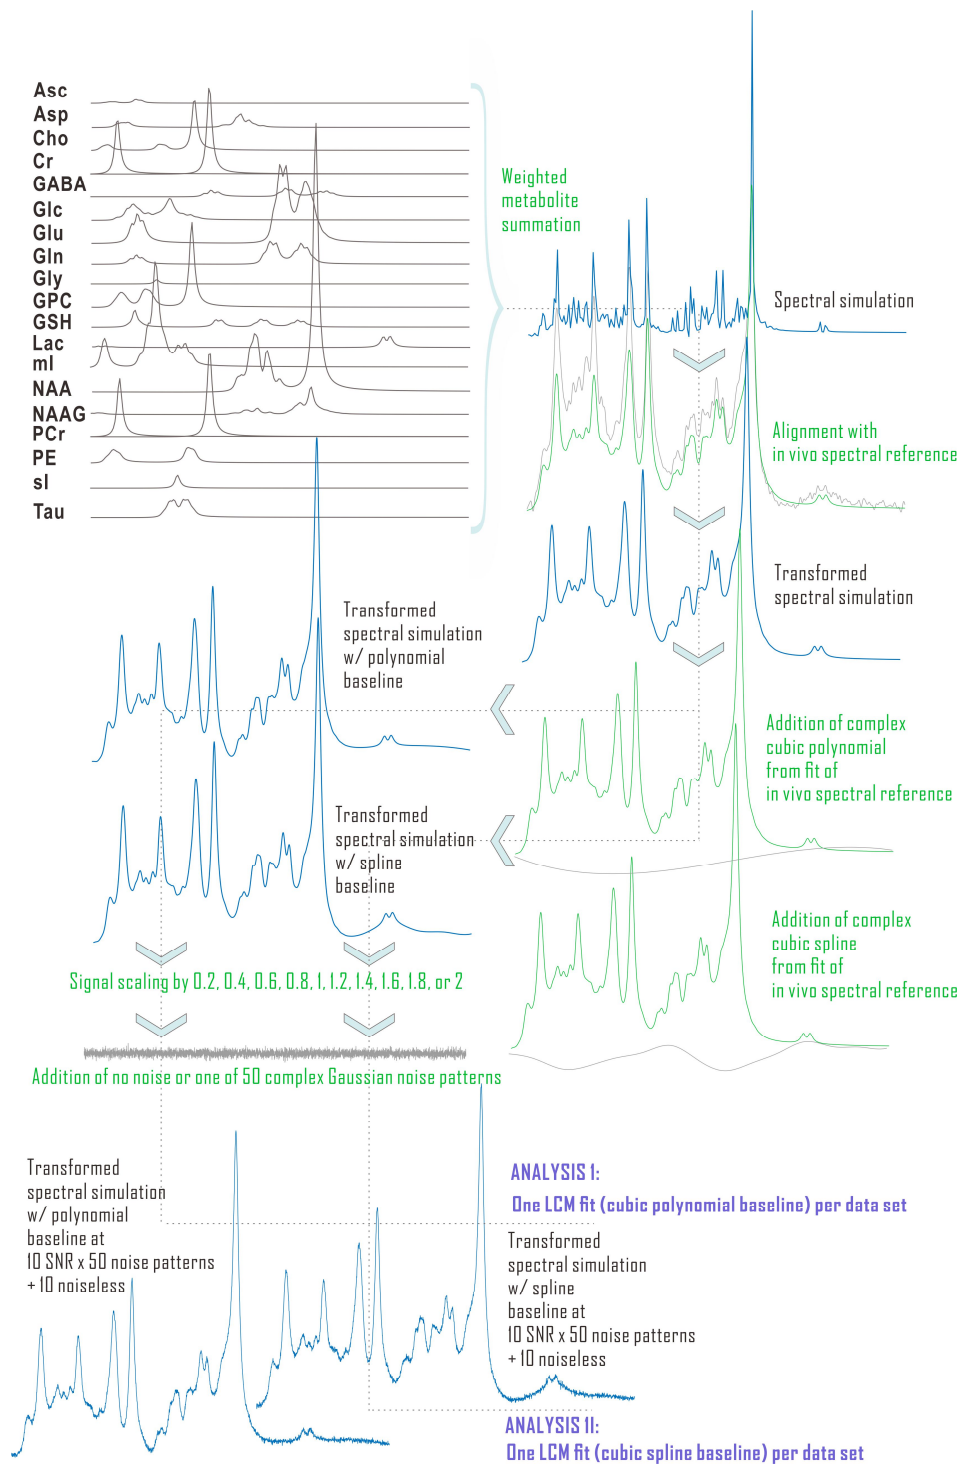 Asc
Asp
Cho
Cr
GABA
Glc
Glu
Gln
Gly
GPC
GSH
Lac
mI
NAA
NAAG
PCr
PE
sI
Tau
Weighted
metabolite
summation
Spectral simulation
Alignment with
in vivo spectral reference
Transformed
spectral simulation
Transformed
spectral simulation
w/ polynomial
baseline
Addition of complex
cubic polynomial
from fit of
in vivo spectral reference
Transformed
spectral simulation
w/ spline
baseline
Addition of complex
cubic spline
from fit of
in vivo spectral reference
Signal scaling by 0.2, 0.4, 0.6, 0.8, 1, 1.2, 1.4, 1.6, 1.8, or 2
Addition of no noise or one of 50 complex Gaussian noise patterns
Transformed
spectral simulation
w/ polynomial
baseline at
10 SNR x 50 noise patterns
+ 10 noiseless
ANALYSIS I:
One LCM fit (cubic polynomial baseline) per data set
Transformed
spectral simulation
w/ spline
baseline at
10 SNR x 50 noise patterns
+ 10 noiseless
ANALYSIS II:
One LCM fit (cubic spline baseline) per data set